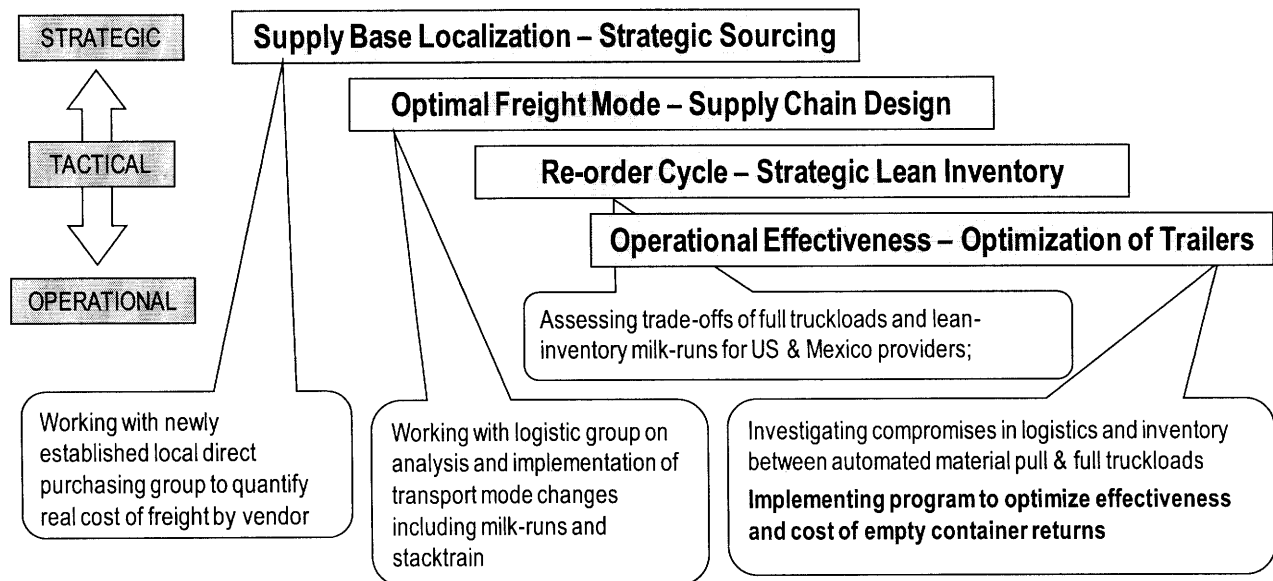 STRATEGIC
Supply Base Localization – Strategic Sourcing
Optimal Freight Mode – Supply Chain Design
TACTICAL
Re-order Cycle – Strategic Lean Inventory
Operational Effectiveness – Optimization of Trailers
OPERATIONAL
Assessing trade-offs of full truckloads and lean-
inventory milk-runs for US & Mexico providers;
Working with newly
established local direct
purchasing group to quantify
real cost of freight by vendor
Working with logistic group on
analysis and implementation of
transport mode changes
including milk-runs and
stacktrain
Investigating compromises in logistics and inventory
between automated material pull & full truckloads
Implementing program to optimize effectiveness
and cost of empty container returns